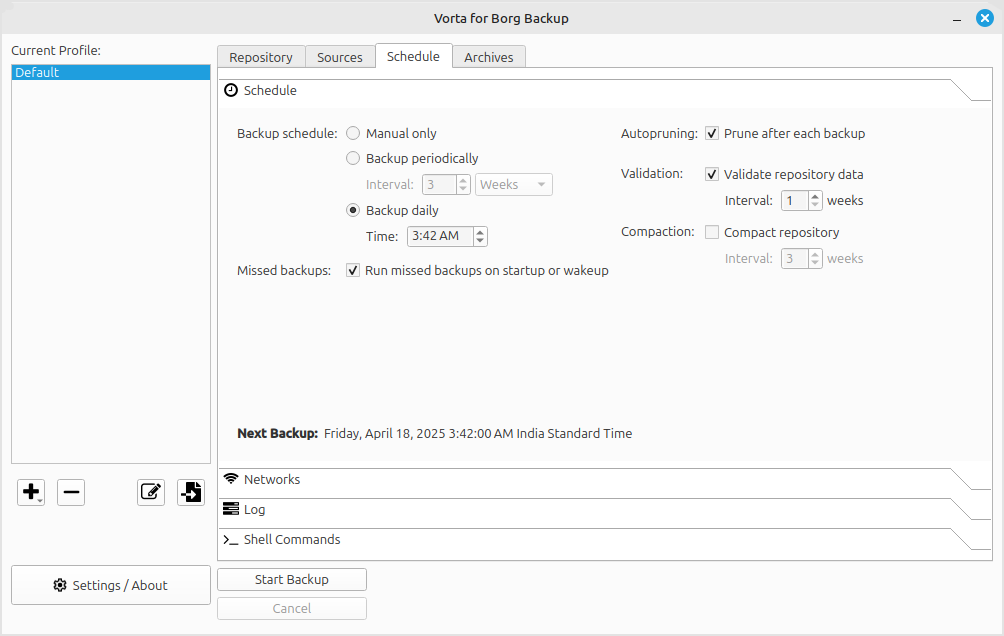 Vorta for Borg Backup
Current Profile:
Default
Repository
Sources
Schedule
Archives
Schedule
Backup schedule:
Manual only
Backup periodically
Interval: 3 Weeks
Backup daily
Time: 3:42 AM
Missed backups:
Run missed backups on startup or wakeup
Autopruning:
Prune after each backup
Validation:
Validate repository data
Interval: 1 weeks
Compaction:
Compact repository
Interval: 3 weeks
Next Backup: Friday, April 18, 2025 3:42:00 AM India Standard Time
Networks
Log
Shell Commands
Settings / About
Start Backup
Cancel